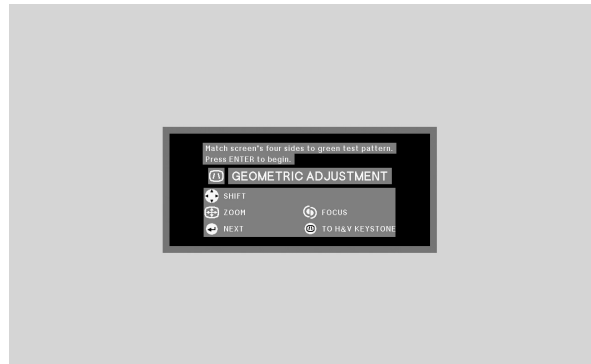 Match screen's four sides to green test pattern.
Press ENTER to begin.
GEOMETRIC ADJUSTMENT
SHIFT
ZOOM FOCUS
NEXT TO H&V KEYSTONE